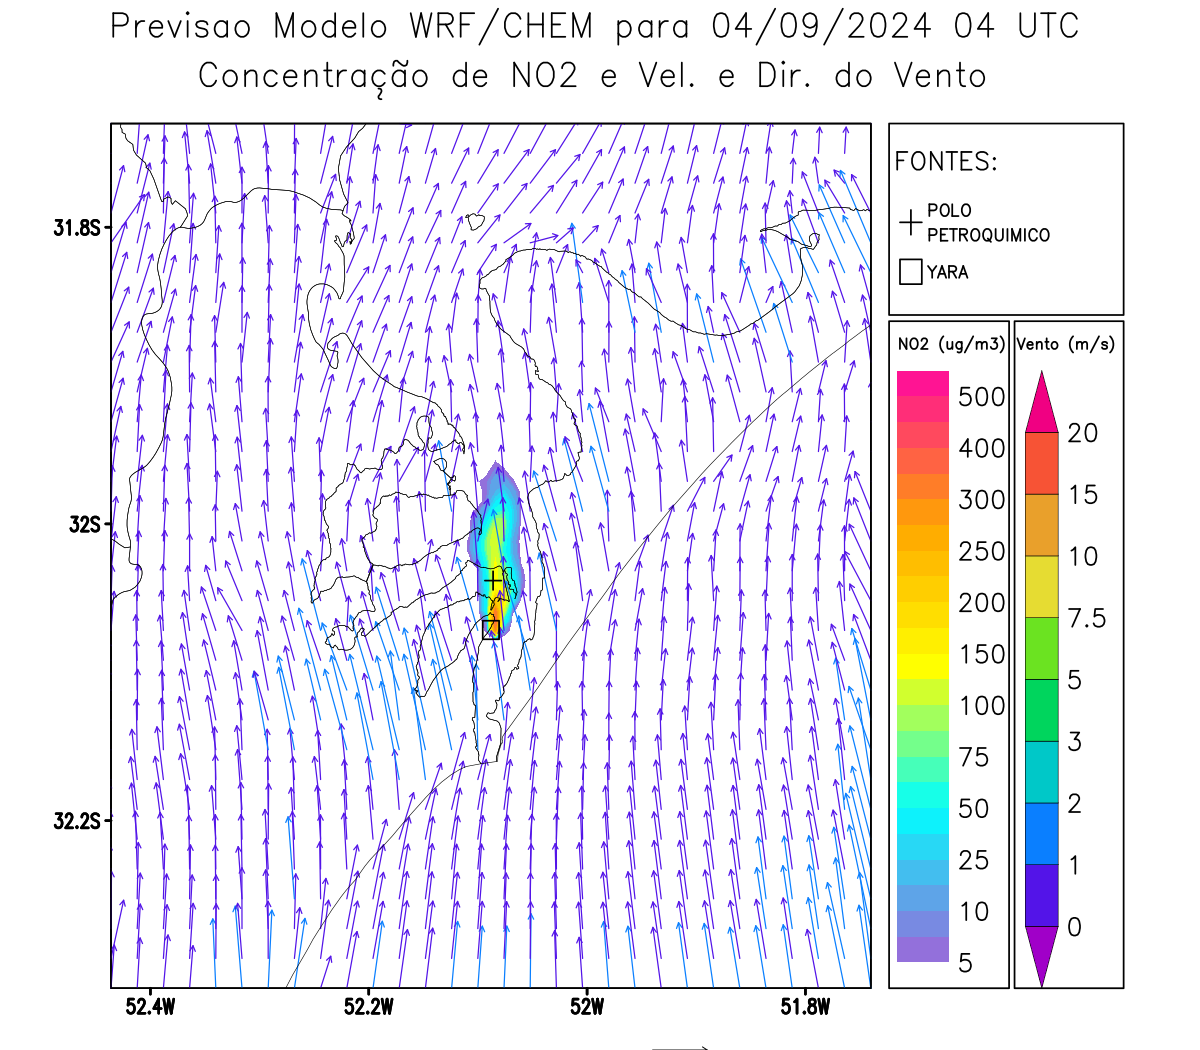 Previsao Modelo WRF/CHEM para 04/09/2024 04 UTC
Concentração de NO2 e Vel. e Dir. do Vento
FONTES:
POLO
PETROQUIMICO
YARA
NO2 (ug/m3)
500
400
300
250
200
150
100
75
50
25
10
5
Vento (m/s)
20
15
10
7.5
5
3
2
1
0
31.8S
32S
32.2S
52.4W
52.2W
52W
51.8W